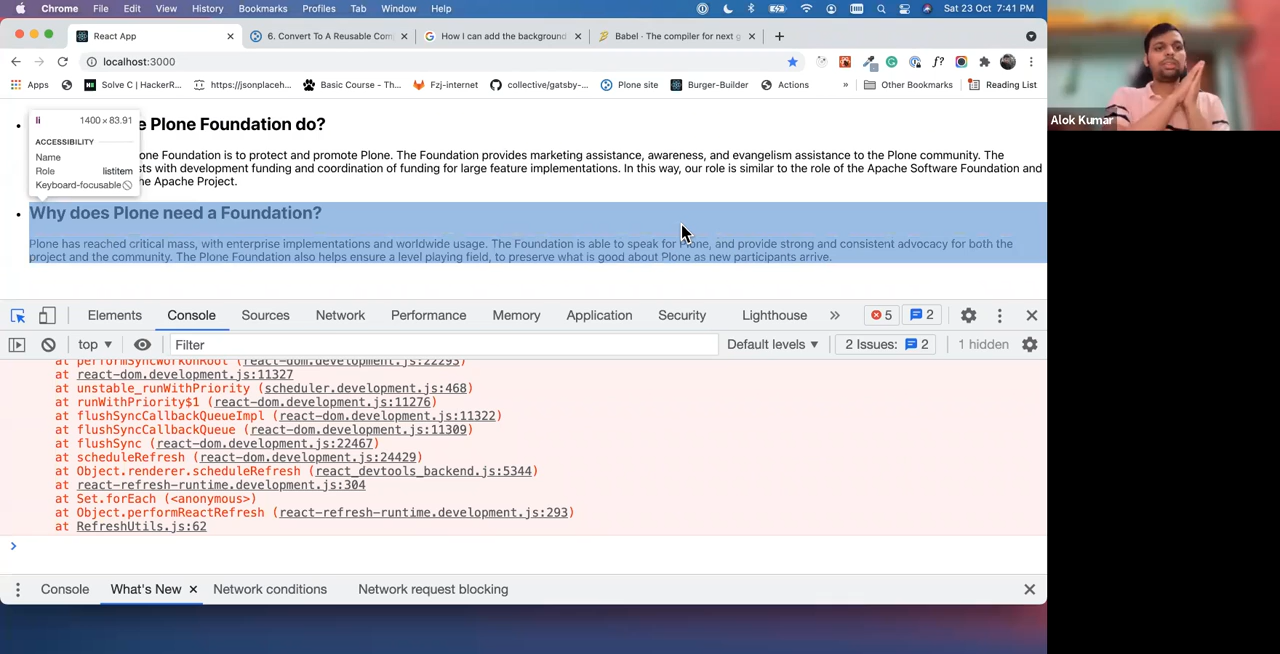 Chrome File Edit View History Bookmarks Profiles Tab Window Help Sat 23 Oct 7:41 PM
React App 6. Convert To A Reusable Com How I can add the background Babel · The compiler for next g
localhost:3000 f?
Apps Solve C | HackerR... https://jsonplaceh... Basic Course - Th... Fzj-internet collective/gatsby-... Plone site Burger-Builder Actions » Other Bookmarks Reading List
Alok Kumar
li 1400 × 83.91
ACCESSIBILITY
Name
Role listitem
Keyboard-focusable
e Plone Foundation do?
one Foundation is to protect and promote Plone. The Foundation provides marketing assistance, awareness, and evangelism assistance to the Plone community. The
sts with development funding and coordination of funding for large feature implementations. In this way, our role is similar to the role of the Apache Software Foundation and
he Apache Project.
Why does Plone need a Foundation?
Plone has reached critical mass, with enterprise implementations and worldwide usage. The Foundation is able to speak for Plone, and provide strong and consistent advocacy for both the
project and the community. The Plone Foundation also helps ensure a level playing field, to preserve what is good about Plone as new participants arrive.
Elements Console Sources Network Performance Memory Application Security Lighthouse » 5 2
top ▼ Filter Default levels ▼ 2 Issues: 2 1 hidden
at performSyncWorkOnRoot (react-dom.development.js:22293)
at react-dom.development.js:11327
at unstable_runWithPriority (scheduler.development.js:468)
at runWithPriority$1 (react-dom.development.js:11276)
at flushSyncCallbackQueueImpl (react-dom.development.js:11322)
at flushSyncCallbackQueue (react-dom.development.js:11309)
at flushSync (react-dom.development.js:22467)
at scheduleRefresh (react-dom.development.js:24429)
at Object.renderer.scheduleRefresh (react_devtools_backend.js:5344)
at react-refresh-runtime.development.js:304
at Set.forEach (<anonymous>)
at Object.performReactRefresh (react-refresh-runtime.development.js:293)
at RefreshUtils.js:62
Console What's New × Network conditions Network request blocking